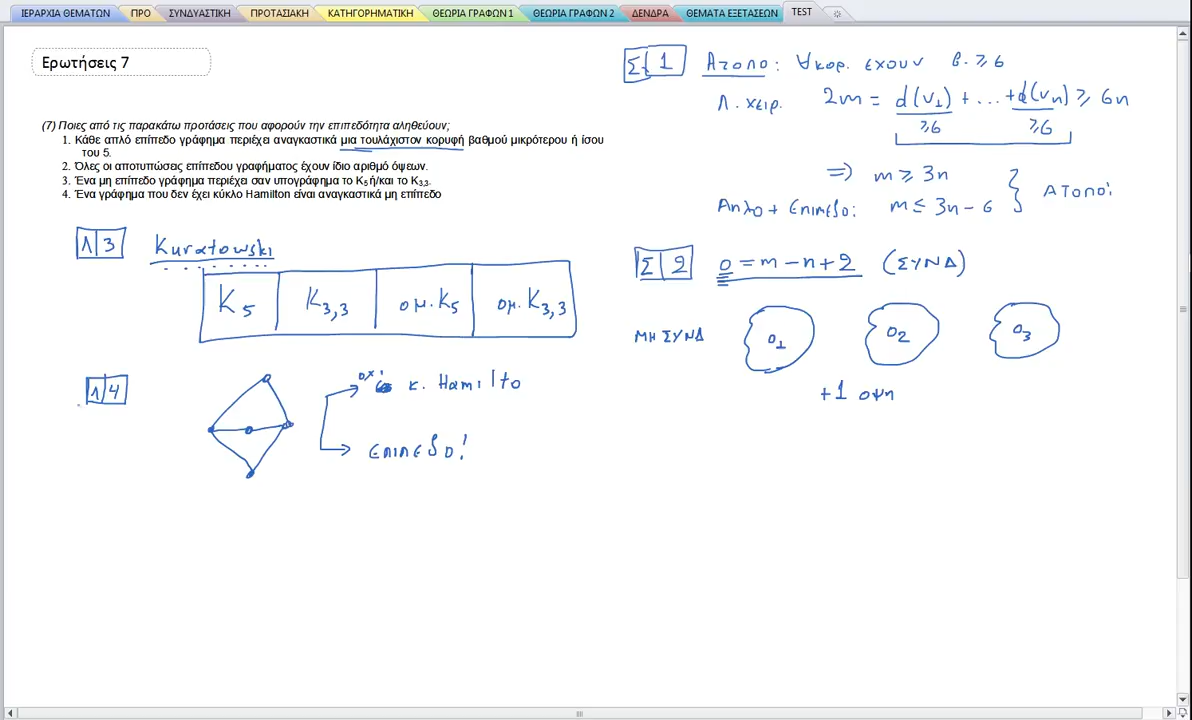 ΙΕΡΑΡΧΙΑ ΘΕΜΑΤΩΝ ΠΡΟ ΣΥΝΔΥΑΣΤΙΚΗ ΠΡΟΤΑΣΙΑΚΗ ΚΑΤΗΓΟΡΗΜΑΤΙΚΗ ΘΕΩΡΙΑ ΓΡΑΦΩΝ 1 ΘΕΩΡΙΑ ΓΡΑΦΩΝ 2 ΔΕΝΔΡΑ ΘΕΜΑΤΑ ΕΞΕΤΑΣΕΩΝ TEST
Ερωτήσεις 7
(7) Ποιες από τις παρακάτω προτάσεις που αφορούν την επιπεδότητα αληθεύουν;
1. Κάθε απλό επίπεδο γράφημα περιέχει αναγκαστικά μια τουλάχιστον κορυφή βαθμού μικρότερου ή ίσου
του 5.
2. Όλες οι αποτυπώσεις επίπεδου γραφήματος έχουν ίδιο αριθμό όψεων.
3. Ένα μη επίπεδο γράφημα περιέχει σαν υπογράφημα το K5 ή/και το K3,3.
4. Ένα γράφημα που δεν έχει κύκλο Hamilton είναι αναγκαστικά μη επίπεδο
Λ 3 Kuratowski
K5 K3,3 ομ. K5 ομ. K3,3
Λ 4
οχι κ. Hamilto
ΕΠΙΠΕΔΟ!
Σ 1 ΑΤΟΠΟ: ∀ κορ. ΕΧΟΥΝ β. ≥ 6
Λ. χειρ. 2m = d(v1) + ... + d(vn) ≥ 6n
≥6 ≥6
=> m ≥ 3n
Απλο + Επιπεδο: m ≤ 3n - 6
ΑΤΟΠΟ!
Σ 2 ο = m - n + 2 (ΣΥΝΔ)
ΜΗ ΣΥΝΔ ο1 ο2 ο3
+1 οψη